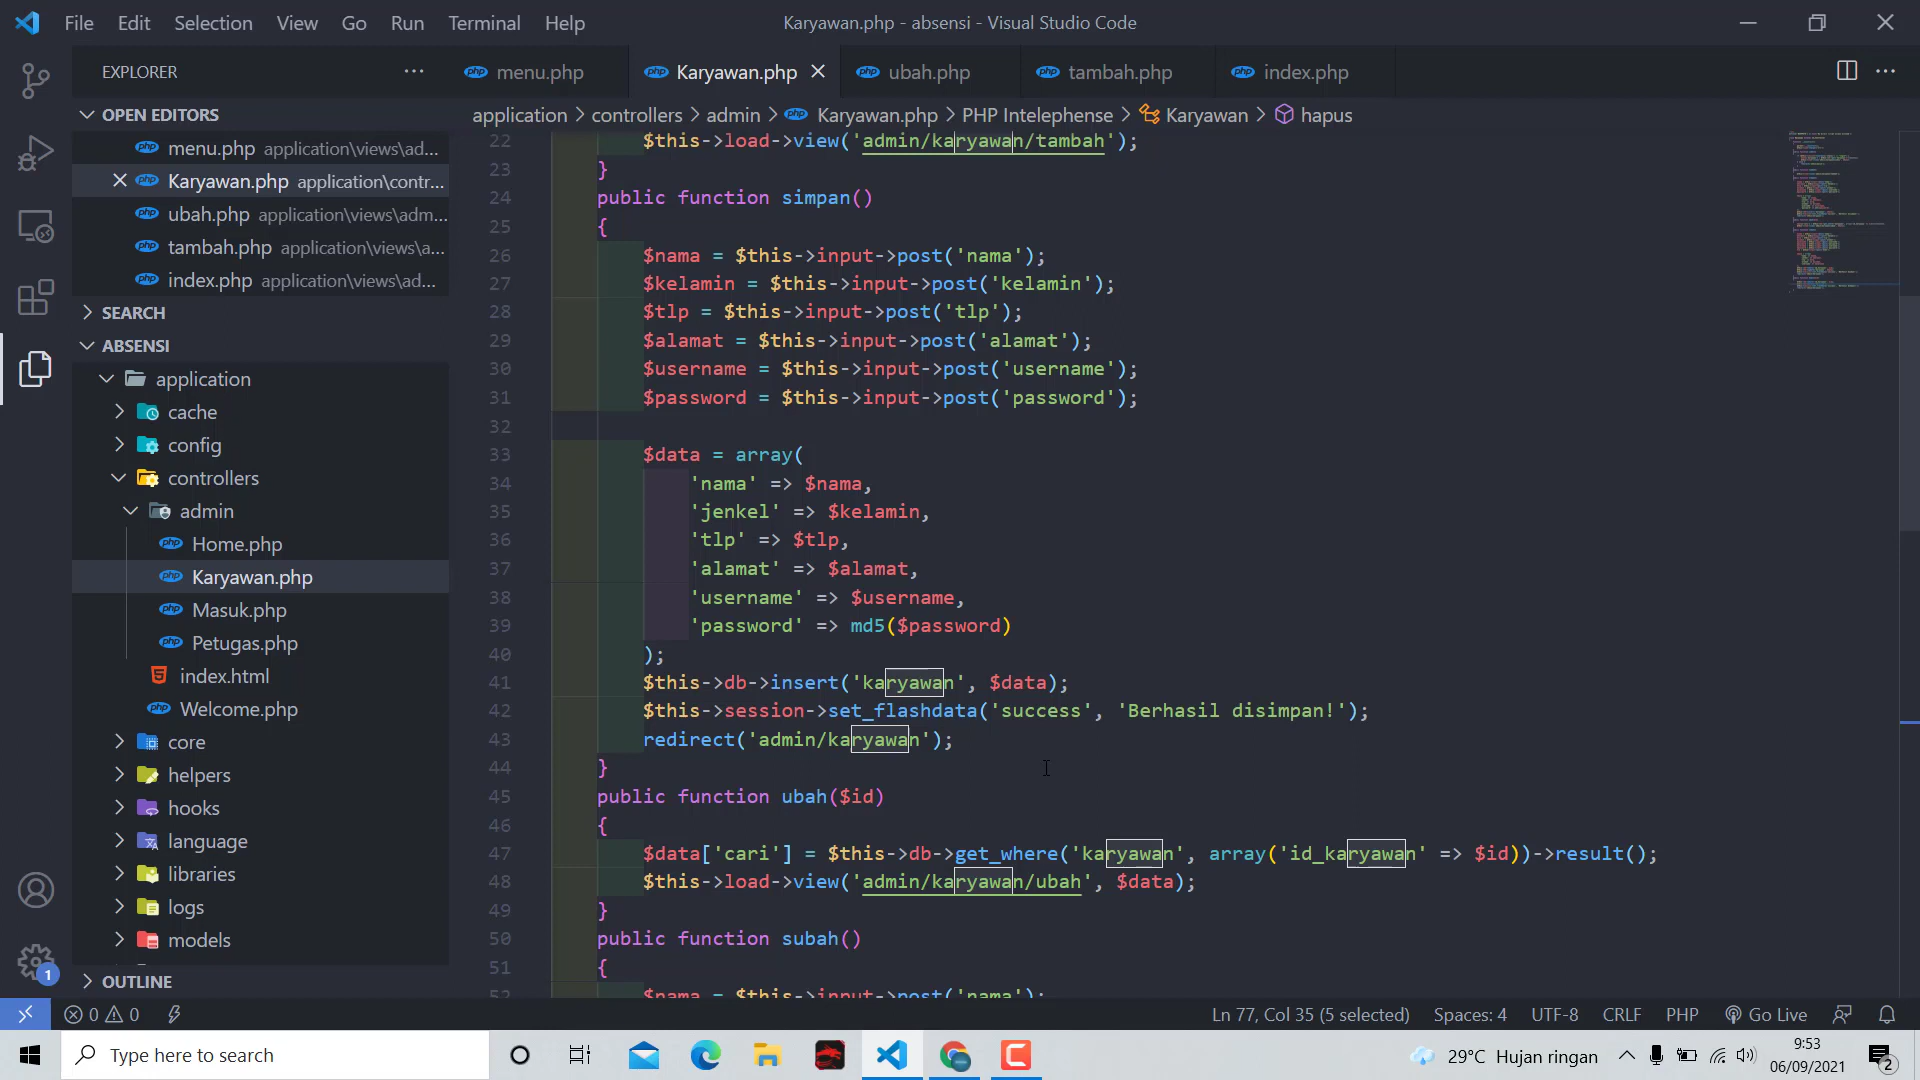 File Edit Selection View Go Run Terminal Help
Karyawan.php - absensi - Visual Studio Code
EXPLORER
menu.php
Karyawan.php
ubah.php
tambah.php
index.php
application > controllers > admin > Karyawan.php > PHP Intelephense > Karyawan > hapus
OPEN EDITORS
menu.php application\views\ad...
Karyawan.php application\contr...
ubah.php application\views\adm...
tambah.php application\views\a...
index.php application\views\ad...
SEARCH
ABSENSI
application
cache
config
controllers
admin
Home.php
Karyawan.php
Masuk.php
Petugas.php
index.html
Welcome.php
core
helpers
hooks
language
libraries
logs
models
OUTLINE
22 $this->load->view('admin/karyawan/tambah');
23 }
24 public function simpan()
25 {
26 $nama = $this->input->post('nama');
27 $kelamin = $this->input->post('kelamin');
28 $tlp = $this->input->post('tlp');
29 $alamat = $this->input->post('alamat');
30 $username = $this->input->post('username');
31 $password = $this->input->post('password');
32
33 $data = array(
34 'nama' => $nama,
35 'jenkel' => $kelamin,
36 'tlp' => $tlp,
37 'alamat' => $alamat,
38 'username' => $username,
39 'password' => md5($password)
40 );
41 $this->db->insert('karyawan', $data);
42 $this->session->set_flashdata('success', 'Berhasil disimpan!');
43 redirect('admin/karyawan');
44 }
45 public function ubah($id)
46 {
47 $data['cari'] = $this->db->get_where('karyawan', array('id_karyawan' => $id))->result();
48 $this->load->view('admin/karyawan/ubah', $data);
49 }
50 public function subah()
51 {
52 $nama = $this->input->post('nama');
0 0
Ln 77, Col 35 (5 selected) Spaces: 4 UTF-8 CRLF PHP Go Live
1
Type here to search
29°C Hujan ringan
9:53
06/09/2021
2